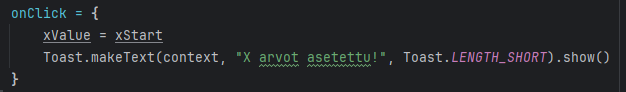 onClick = {
xValue = xStart
Toast.makeText(context, "X arvot asetettu!", Toast.LENGTH_SHORT).show()
}